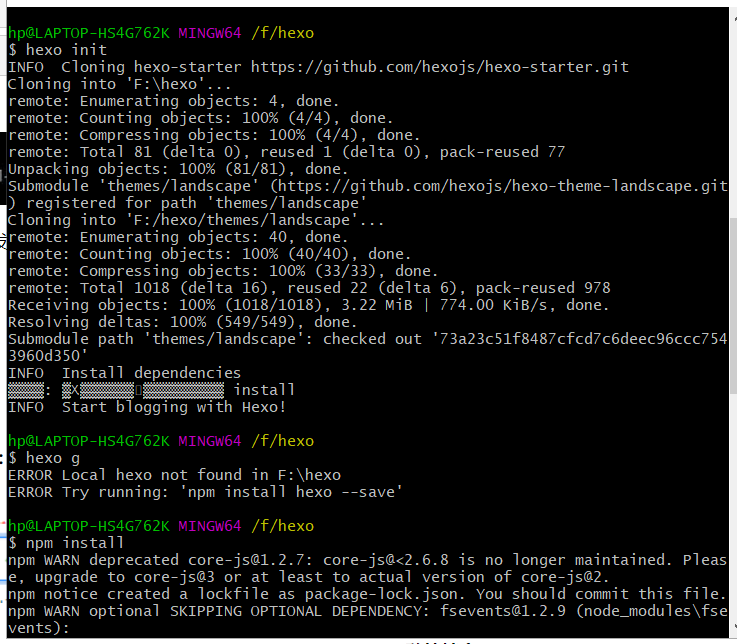 hp@LAPTOP-HS4G762K MINGW64 /f/hexo
$ hexo init
INFO  Cloning hexo-starter https://github.com/hexojs/hexo-starter.git
Cloning into 'F:\hexo'...
remote: Enumerating objects: 4, done.
remote: Counting objects: 100% (4/4), done.
remote: Compressing objects: 100% (4/4), done.
remote: Total 81 (delta 0), reused 1 (delta 0), pack-reused 77
Unpacking objects: 100% (81/81), done.
Submodule 'themes/landscape' (https://github.com/hexojs/hexo-theme-landscape.git
) registered for path 'themes/landscape'
Cloning into 'F:/hexo/themes/landscape'...
remote: Enumerating objects: 40, done.
remote: Counting objects: 100% (40/40), done.
remote: Compressing objects: 100% (33/33), done.
remote: Total 1018 (delta 16), reused 22 (delta 6), pack-reused 978
Receiving objects: 100% (1018/1018), 3.22 MiB | 774.00 KiB/s, done.
Resolving deltas: 100% (549/549), done.
Submodule path 'themes/landscape': checked out '73a23c51f8487cfcd7c6deec96ccc754
3960d350'
INFO  Install dependencies
install
INFO  Start blogging with Hexo!
hp@LAPTOP-HS4G762K MINGW64 /f/hexo
$ hexo g
ERROR Local hexo not found in F:\hexo
ERROR Try running: 'npm install hexo --save'
hp@LAPTOP-HS4G762K MINGW64 /f/hexo
$ npm install
npm WARN deprecated core-js@1.2.7: core-js@<2.6.8 is no longer maintained. Pleas
e, upgrade to core-js@3 or at least to actual version of core-js@2.
npm notice created a lockfile as package-lock.json. You should commit this file.
npm WARN optional SKIPPING OPTIONAL DEPENDENCY: fsevents@1.2.9 (node_modules\fse
vents):